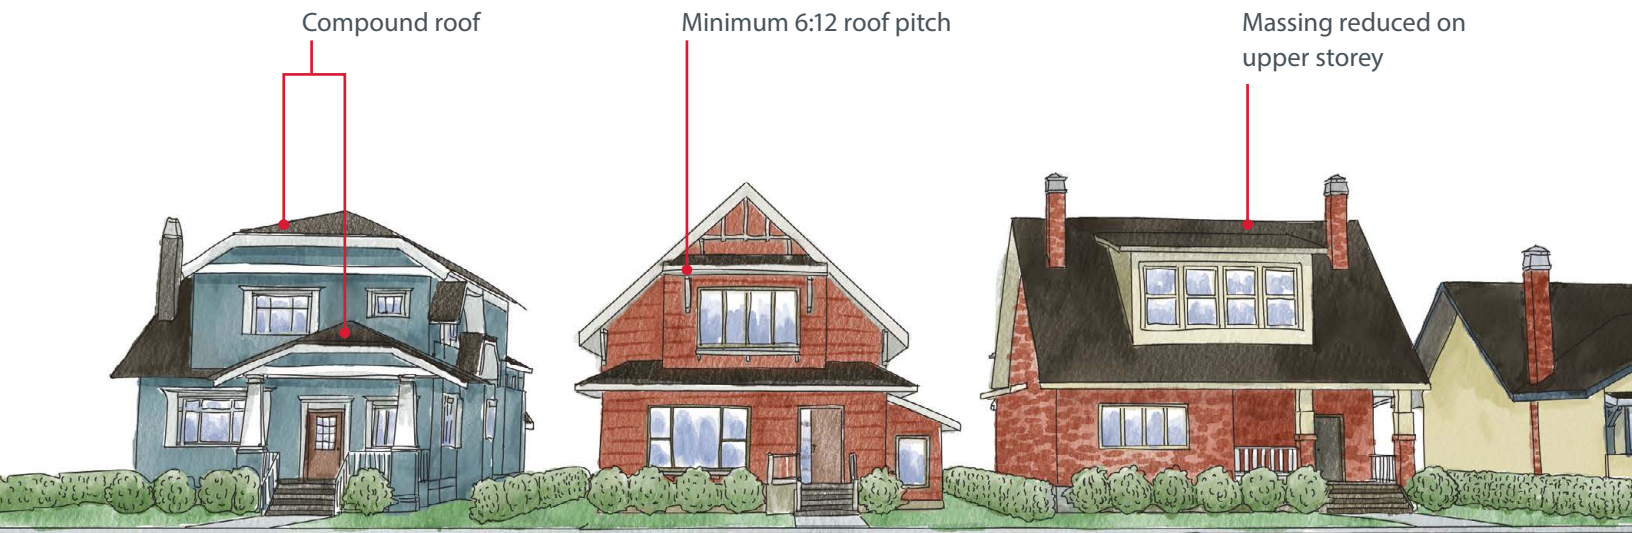 Compound roof
Minimum 6:12 roof pitch
Massing reduced on
upper storey